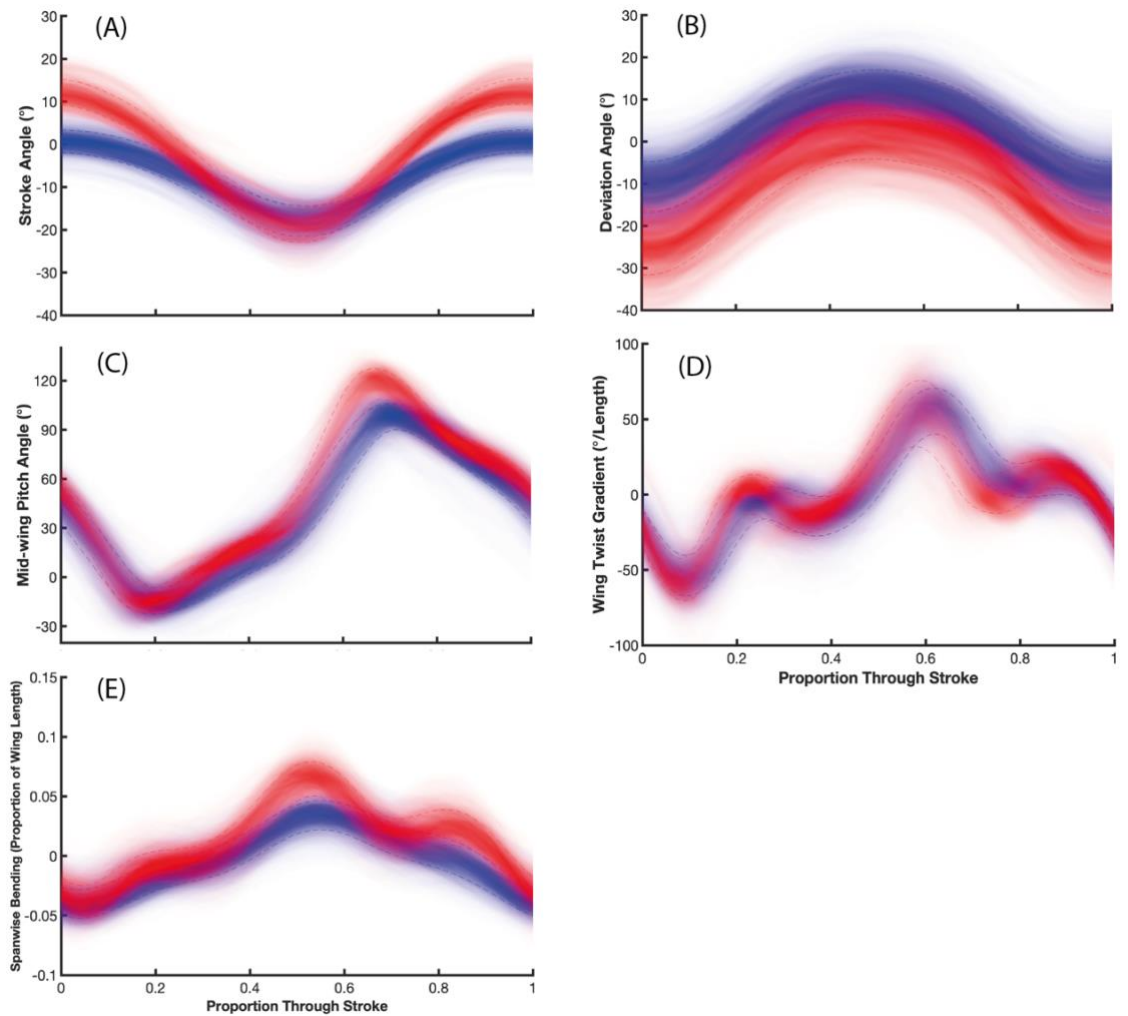 (A)
Stroke Angle (°)
30
20
10
0
-10
-20
-30
-40
(B)
Deviation Angle (°)
30
20
10
0
-10
-20
-30
-40
(C)
Mid-wing Pitch Angle (°)
120
90
60
30
0
-30
(D)
Wing Twist Gradient (°/Length)
100
50
0
-50
-100
0 0.2 0.4 0.6 0.8 1
Proportion Through Stroke
(E)
Spanwise Bending (Proportion of Wing Length)
0.15
0.1
0.05
0
-0.05
-0.1
0 0.2 0.4 0.6 0.8 1
Proportion Through Stroke